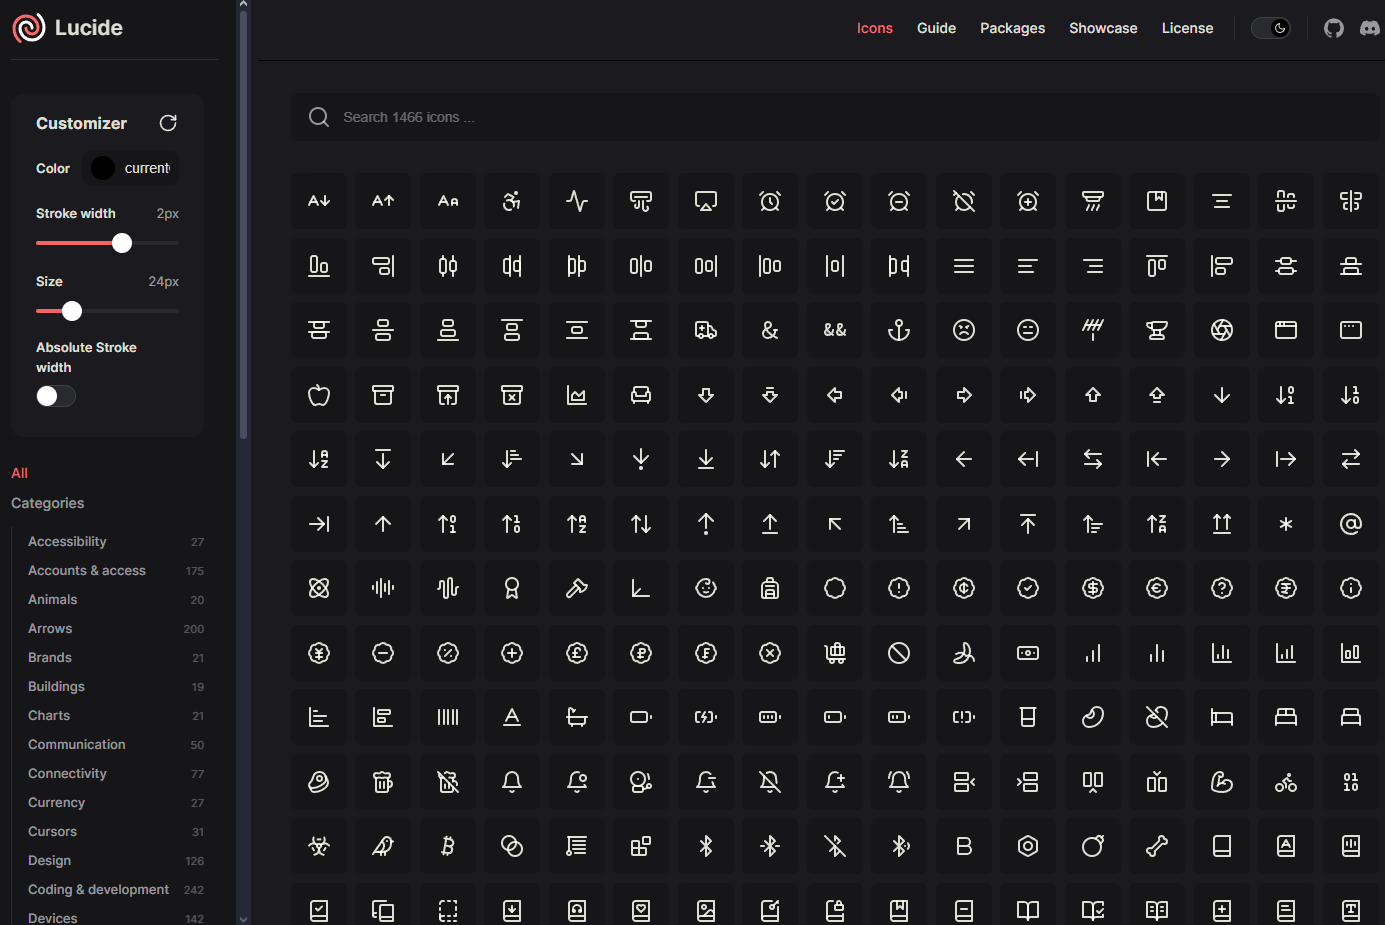 Lucide
Icons
Guide
Packages
Showcase
License
Customizer
Color
current
Stroke width
2px
Size
24px
Absolute Stroke
width
All
Categories
Accessibility 27
Accounts & access 175
Animals 20
Arrows 200
Brands 21
Buildings 19
Charts 21
Communication 50
Connectivity 77
Currency 27
Cursors 31
Design 126
Coding & development 242
Devices 142
Search 1466 icons ...